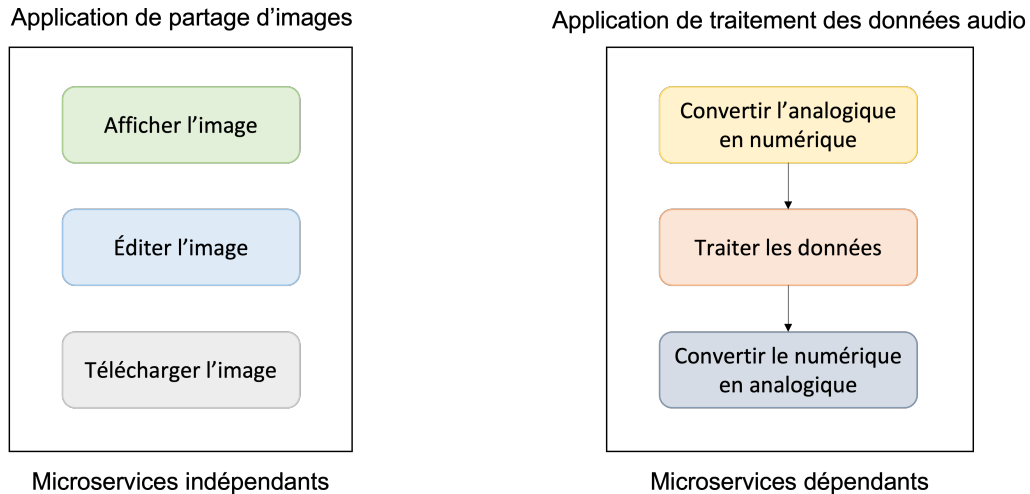 Application de partage d’images
Afficher l’image
Éditer l’image
Télécharger l’image
Microservices indépendants
Application de traitement des données audio
Convertir l’analogique
en numérique
Traiter les données
Convertir le numérique
en analogique
Microservices dépendants